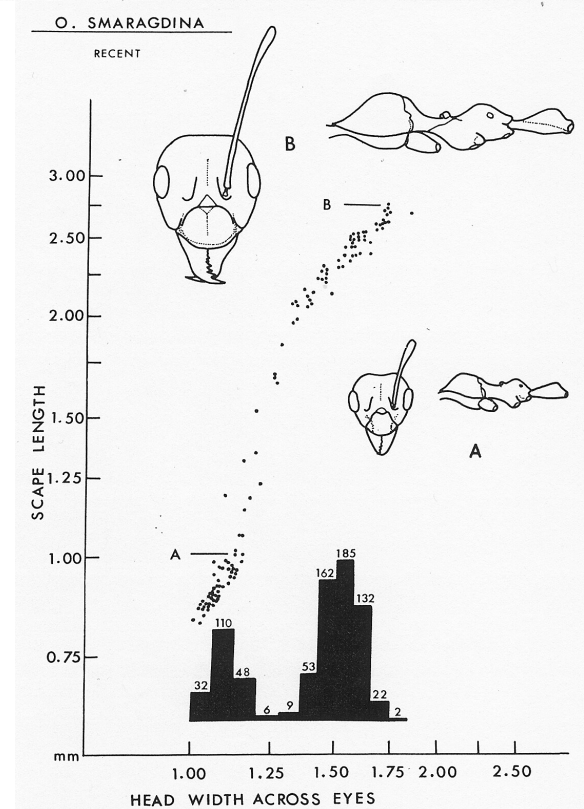 O. SMARAGDINA
RECENT
B
3.00
B
2.50
2.00
SCAPE LENGTH
1.50
A
1.25
A
1.00
185
162
132
110
0.75
53
48
32
22
9
6
2
mm
1.00 1.25 1.50 1.75 2.00 2.50
HEAD WIDTH ACROSS EYES